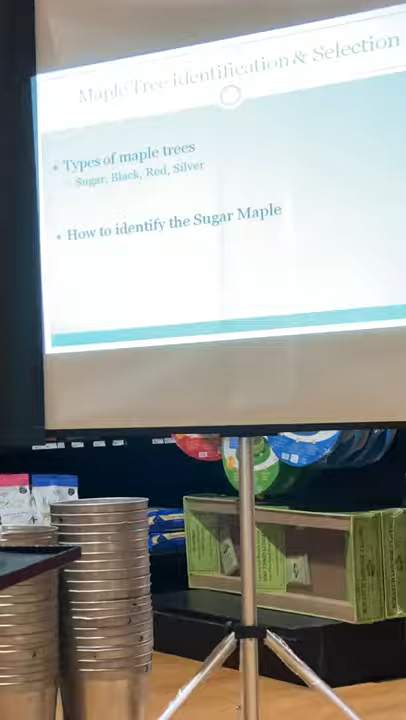 Maple Tree Identification & Selection
• Types of maple trees
Sugar, Black, Red, Silver
• How to identify the Sugar Maple